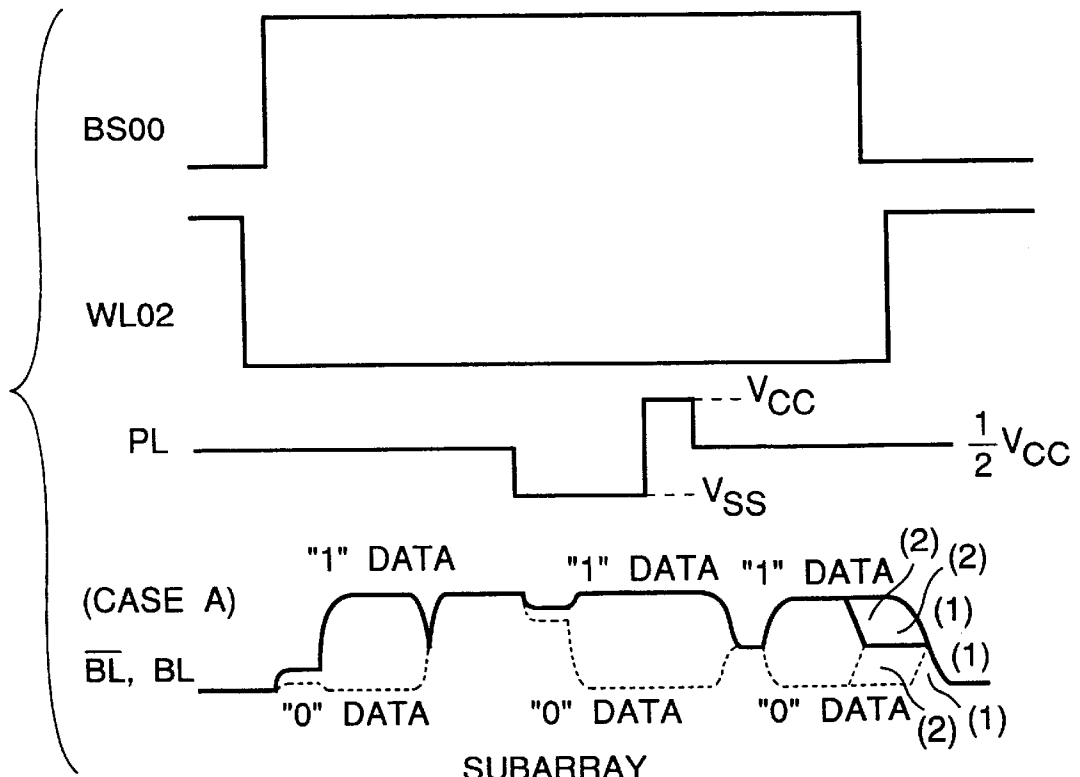 BS00
WL02
PL
VCC
1/2 VCC
VSS
(CASE A)
BL, BL
"1" DATA
"1" DATA
"1" DATA
(2)
(2)
(1)
(1)
"0" DATA
"0" DATA
"0" DATA
(2)
(1)
SUBARRAY